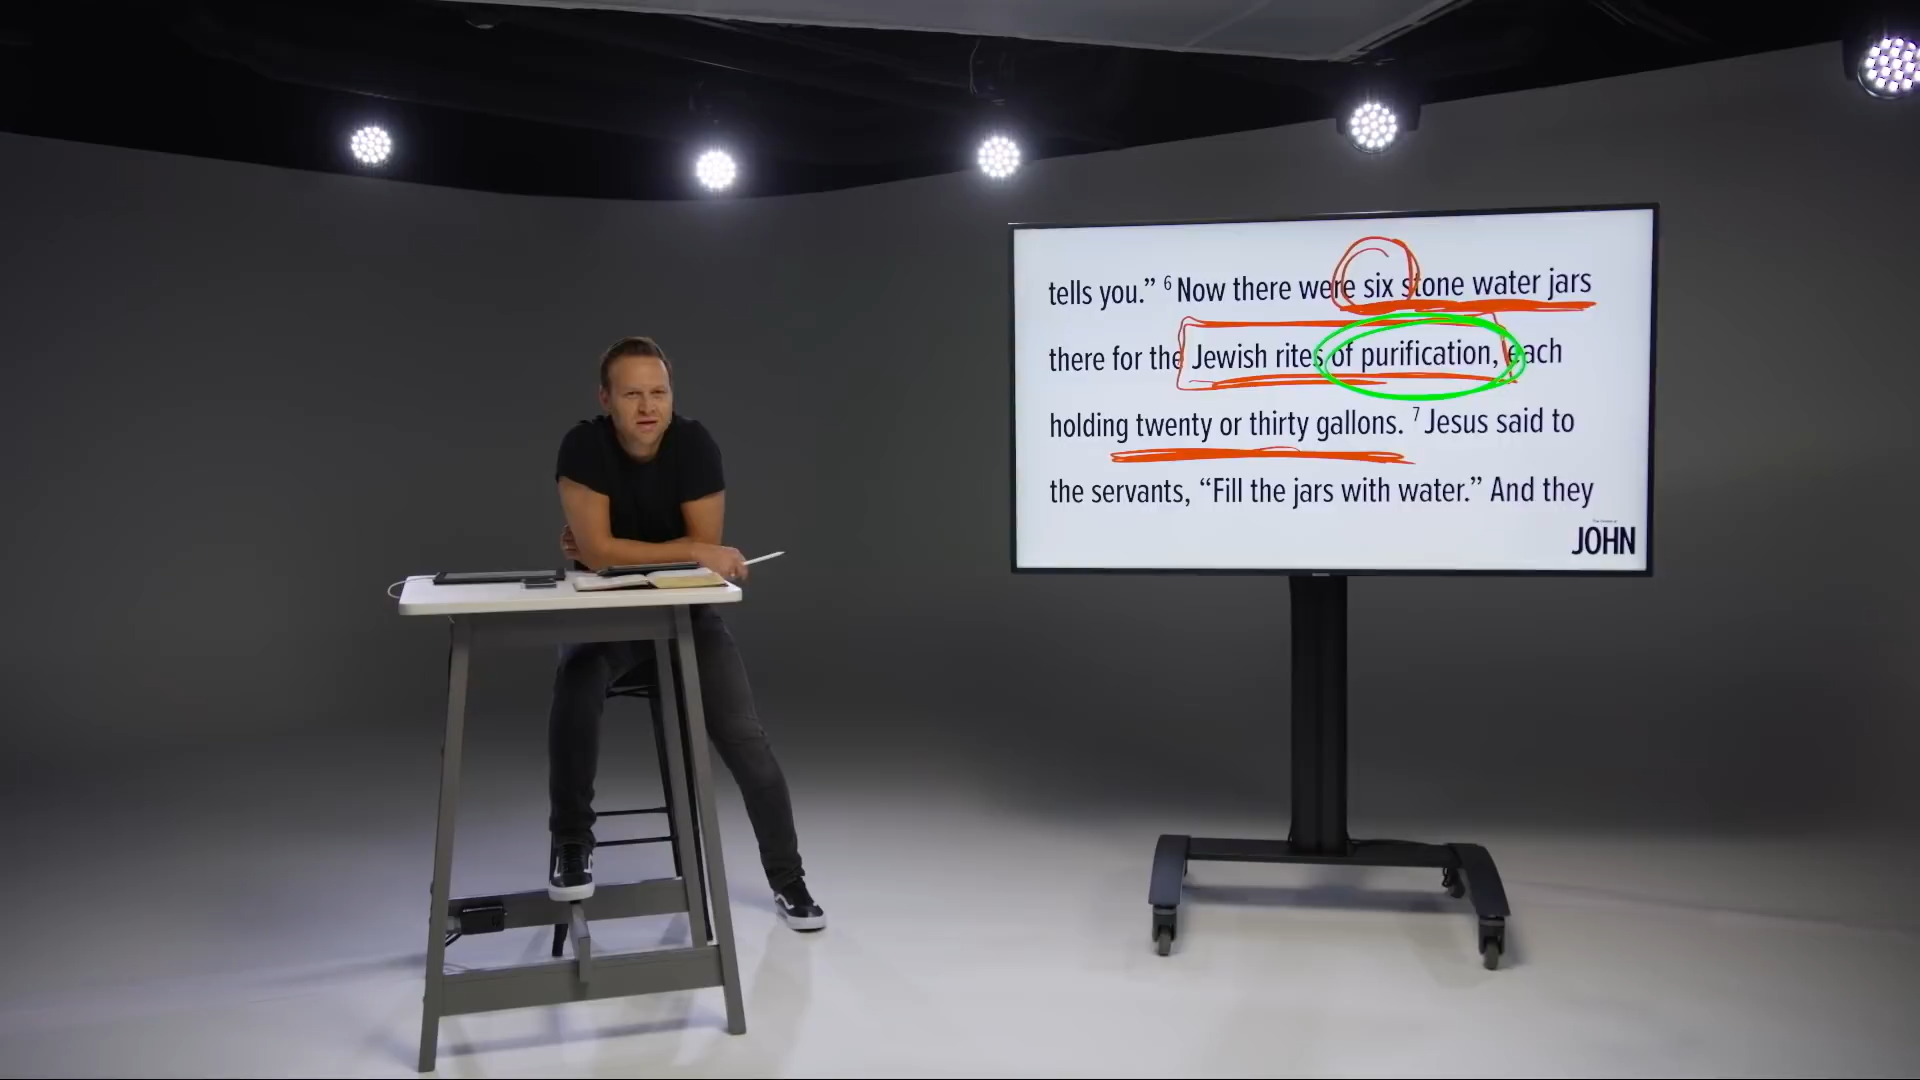 tells you.” 6 Now there were six stone water jars
there for the Jewish rites of purification, each
holding twenty or thirty gallons. 7 Jesus said to
the servants, “Fill the jars with water.” And they
JOHN